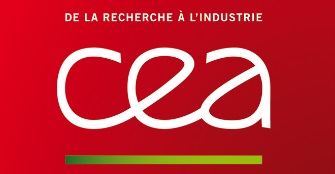 DE LA RECHERCHE À L'INDUSTRIE
cea